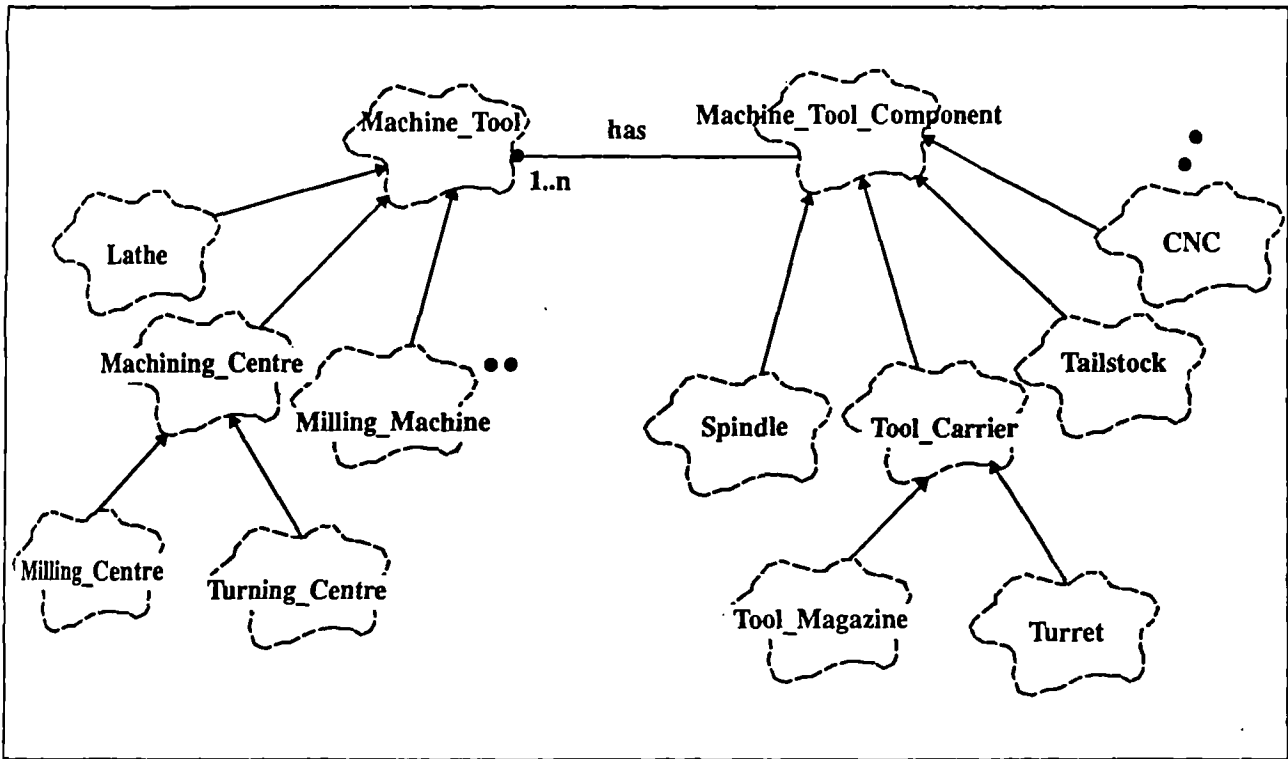 Machine_Tool
has
Machine_Tool_Component
1..n
Lathe
CNC
Machining_Centre
Milling_Machine
Spindle
Tool_Carrier
Tailstock
Milling_Centre
Turning_Centre
Tool_Magazine
Turret